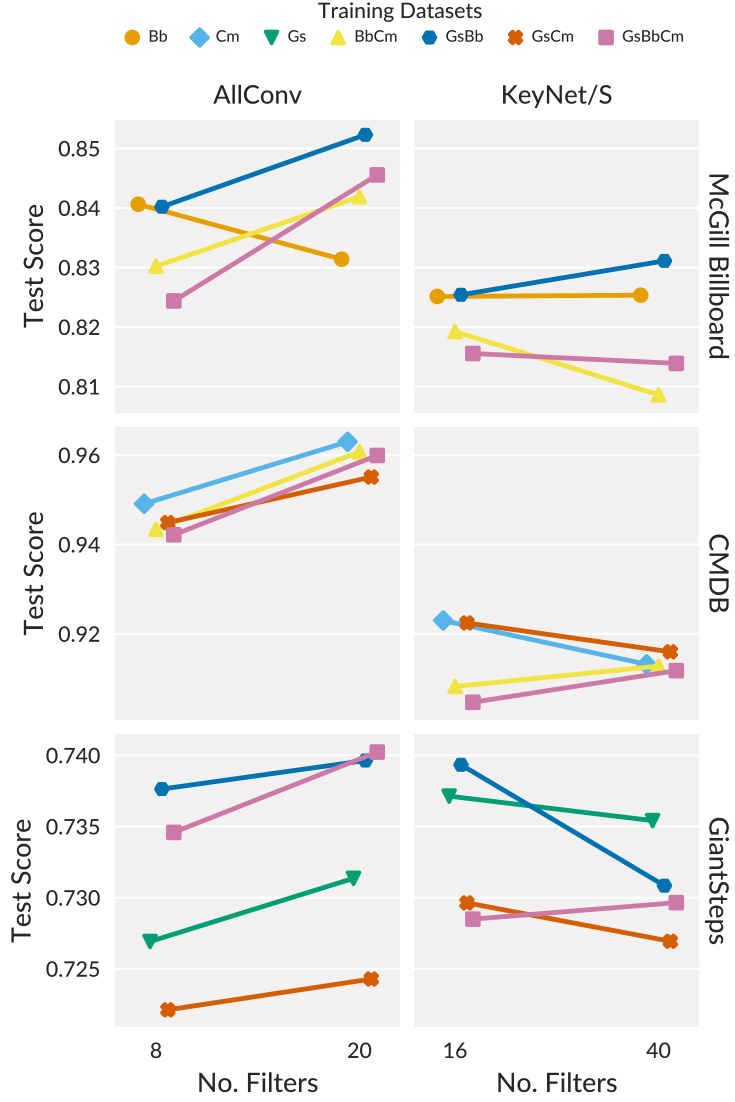 Training Datasets
Bb Cm Gs BbCm GsBb GsCm GsBbCm
AllConv KeyNet/S
0.85
0.84
0.83
0.82
0.81
Test Score
McGill Billboard
0.96
0.94
0.92
Test Score
CMDB
0.740
0.735
0.730
0.725
Test Score
GiantSteps
8 20 16 40
No. Filters No. Filters